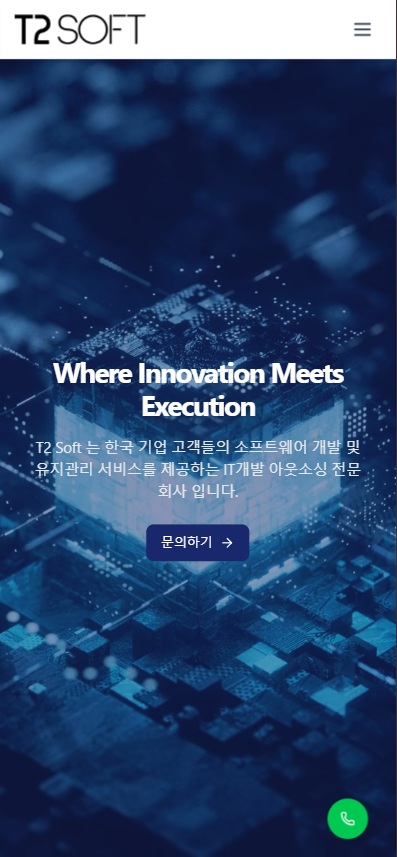 T2 SOFT
Where Innovation Meets
Execution
T2 Soft 는 한국 기업 고객들의 소프트웨어 개발 및
유지관리 서비스를 제공하는 IT개발 아웃소싱 전문
회사 입니다.
문의하기